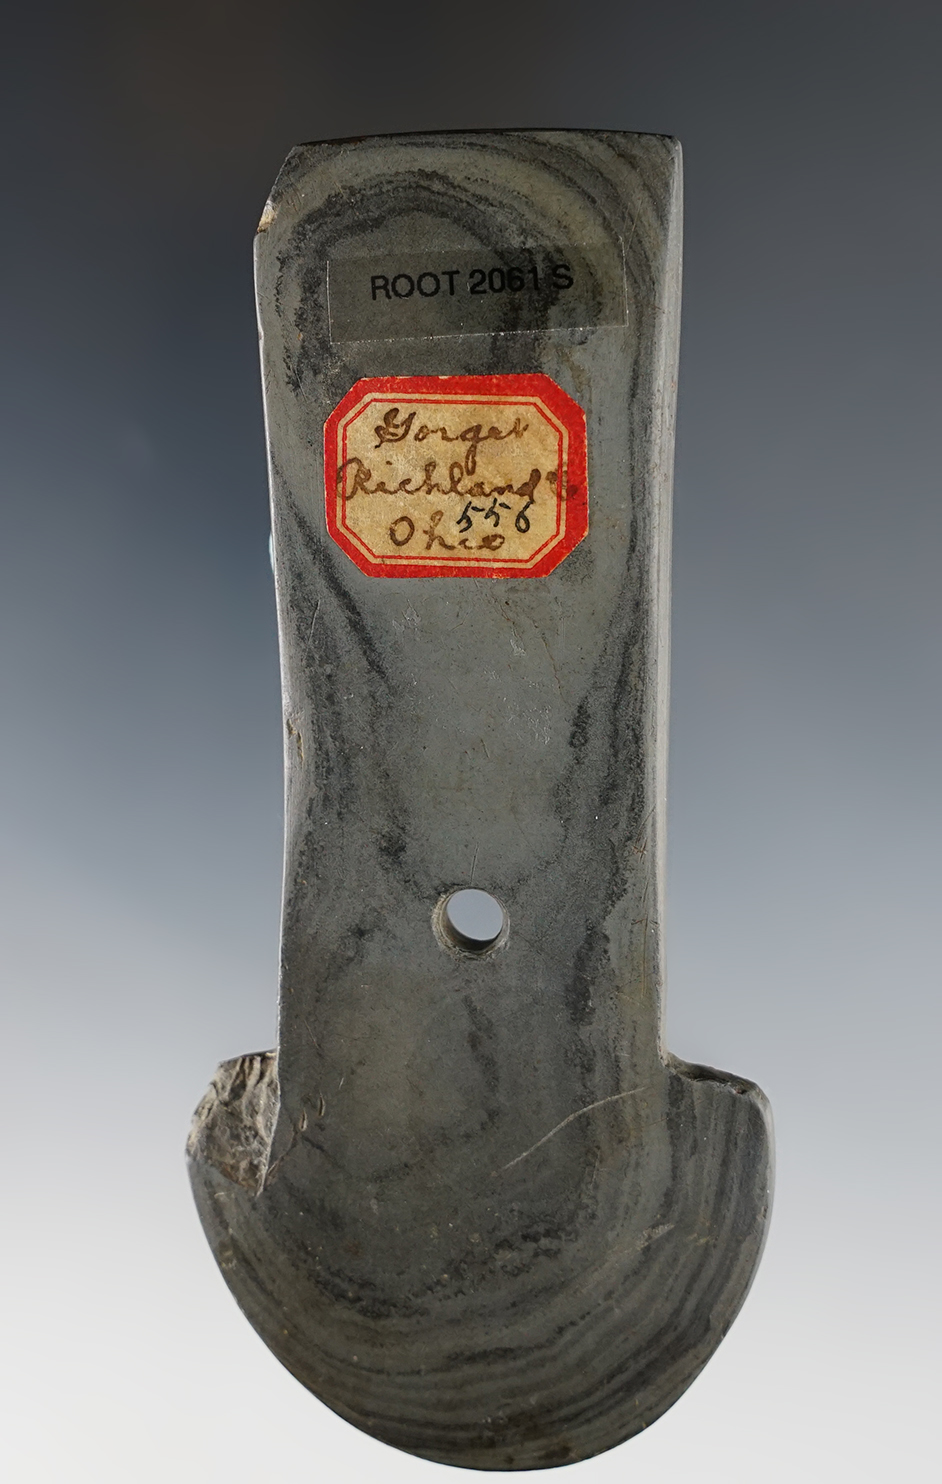 ROOT 2061 S
Gorget
Richland Co
556
Ohio